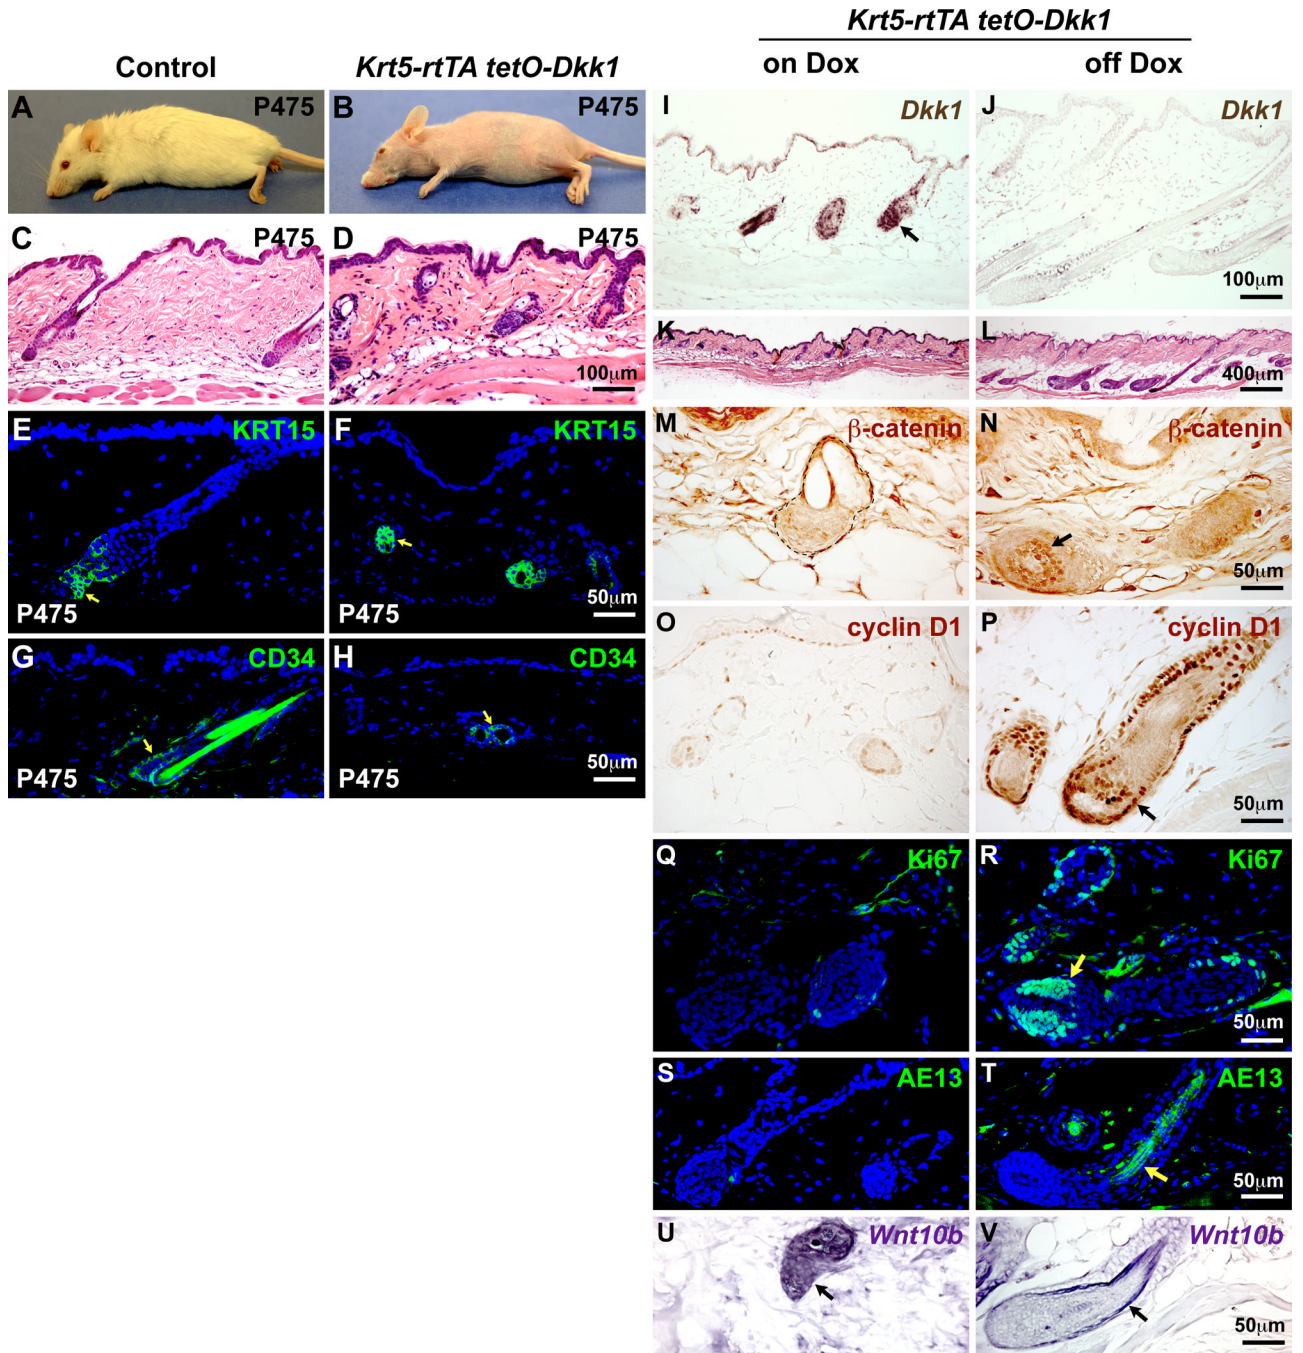 Krt5-rtTA tetO-Dkk1
Control
Krt5-rtTA tetO-Dkk1
on Dox
off Dox
A
P475
B
P475
C
P475
D
P475
100μm
E
KRT15
P475
F
KRT15
P475
50μm
G
CD34
P475
H
CD34
P475
50μm
I
Dkk1
J
Dkk1
100μm
K
L
400μm
M
β-catenin
N
β-catenin
50μm
O
cyclin D1
P
cyclin D1
50μm
Q
Ki67
R
Ki67
50μm
S
AE13
T
AE13
50μm
U
Wnt10b
V
Wnt10b
50μm